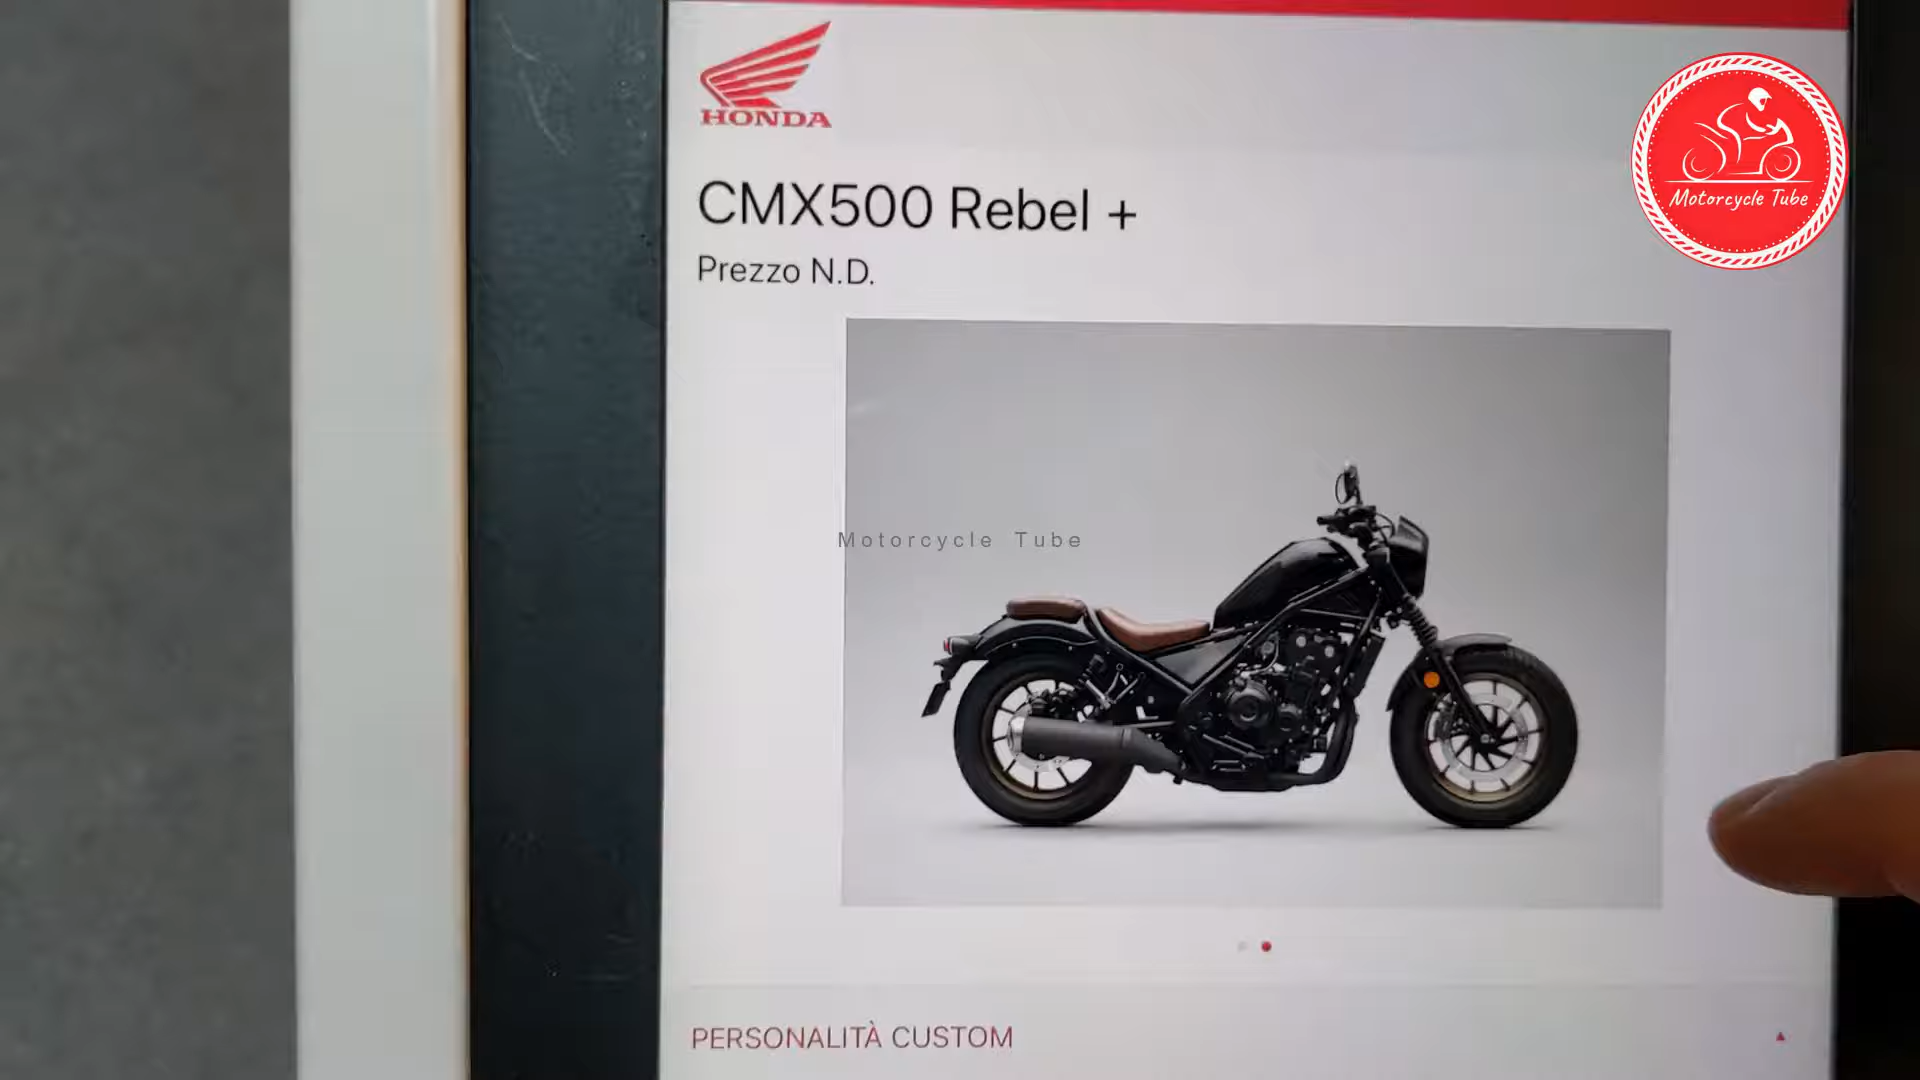 HONDA
Motorcycle Tube
CMX500 Rebel +
Prezzo N.D.
Motorcycle Tube
PERSONALITÀ CUSTOM